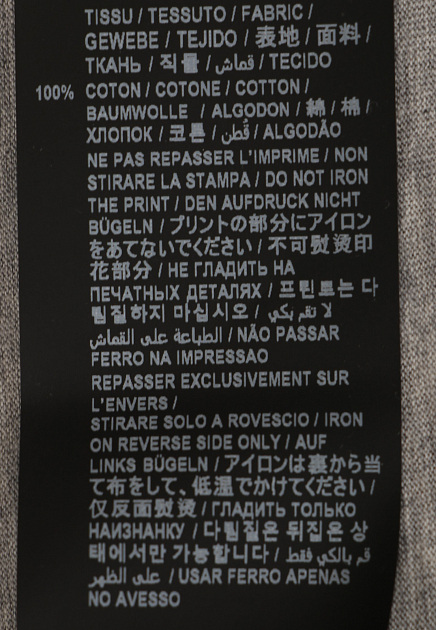 TISSU / TESSUTO / FABRIC /
GEWEBE / TEJIDO / 表地 / 面料 /
ТКАНЬ / 직물 / قماش / TECIDO
100% COTON / COTONE / COTTON /
BAUMWOLLE / ALGODON / 綿 / 棉 /
ХЛОПОК / 코튼 / قُطن / ALGODÃO
NE PAS REPASSER L'IMPRIME / NON
STIRARE LA STAMPA / DO NOT IRON
THE PRINT / DEN AUFDRUCK NICHT
BÜGELN / プリントの部分にアイロン
をあてないでください / 不可熨烫印
花部分 / НЕ ГЛАДИТЬ НА
ПЕЧАТНЫХ ДЕТАЛЯХ / 프린트는 다
림질하지 마십시오 / لا تقم بكي
الطباعة على القماش / NÃO PASSAR
FERRO NA IMPRESSAO
REPASSER EXCLUSIVEMENT SUR
L'ENVERS /
STIRARE SOLO A ROVESCIO / IRON
ON REVERSE SIDE ONLY / AUF
LINKS BÜGELN / アイロンは裏から当
て布をして、低温でかけてください /
仅反面熨烫 / ГЛАДИТЬ ТОЛЬКО
НАИЗНАНКУ / 다림질은 뒤집은 상
태에서만 가능합니다 / قم بالكي فقط
على الظهر / USAR FERRO APENAS
NO AVESSO